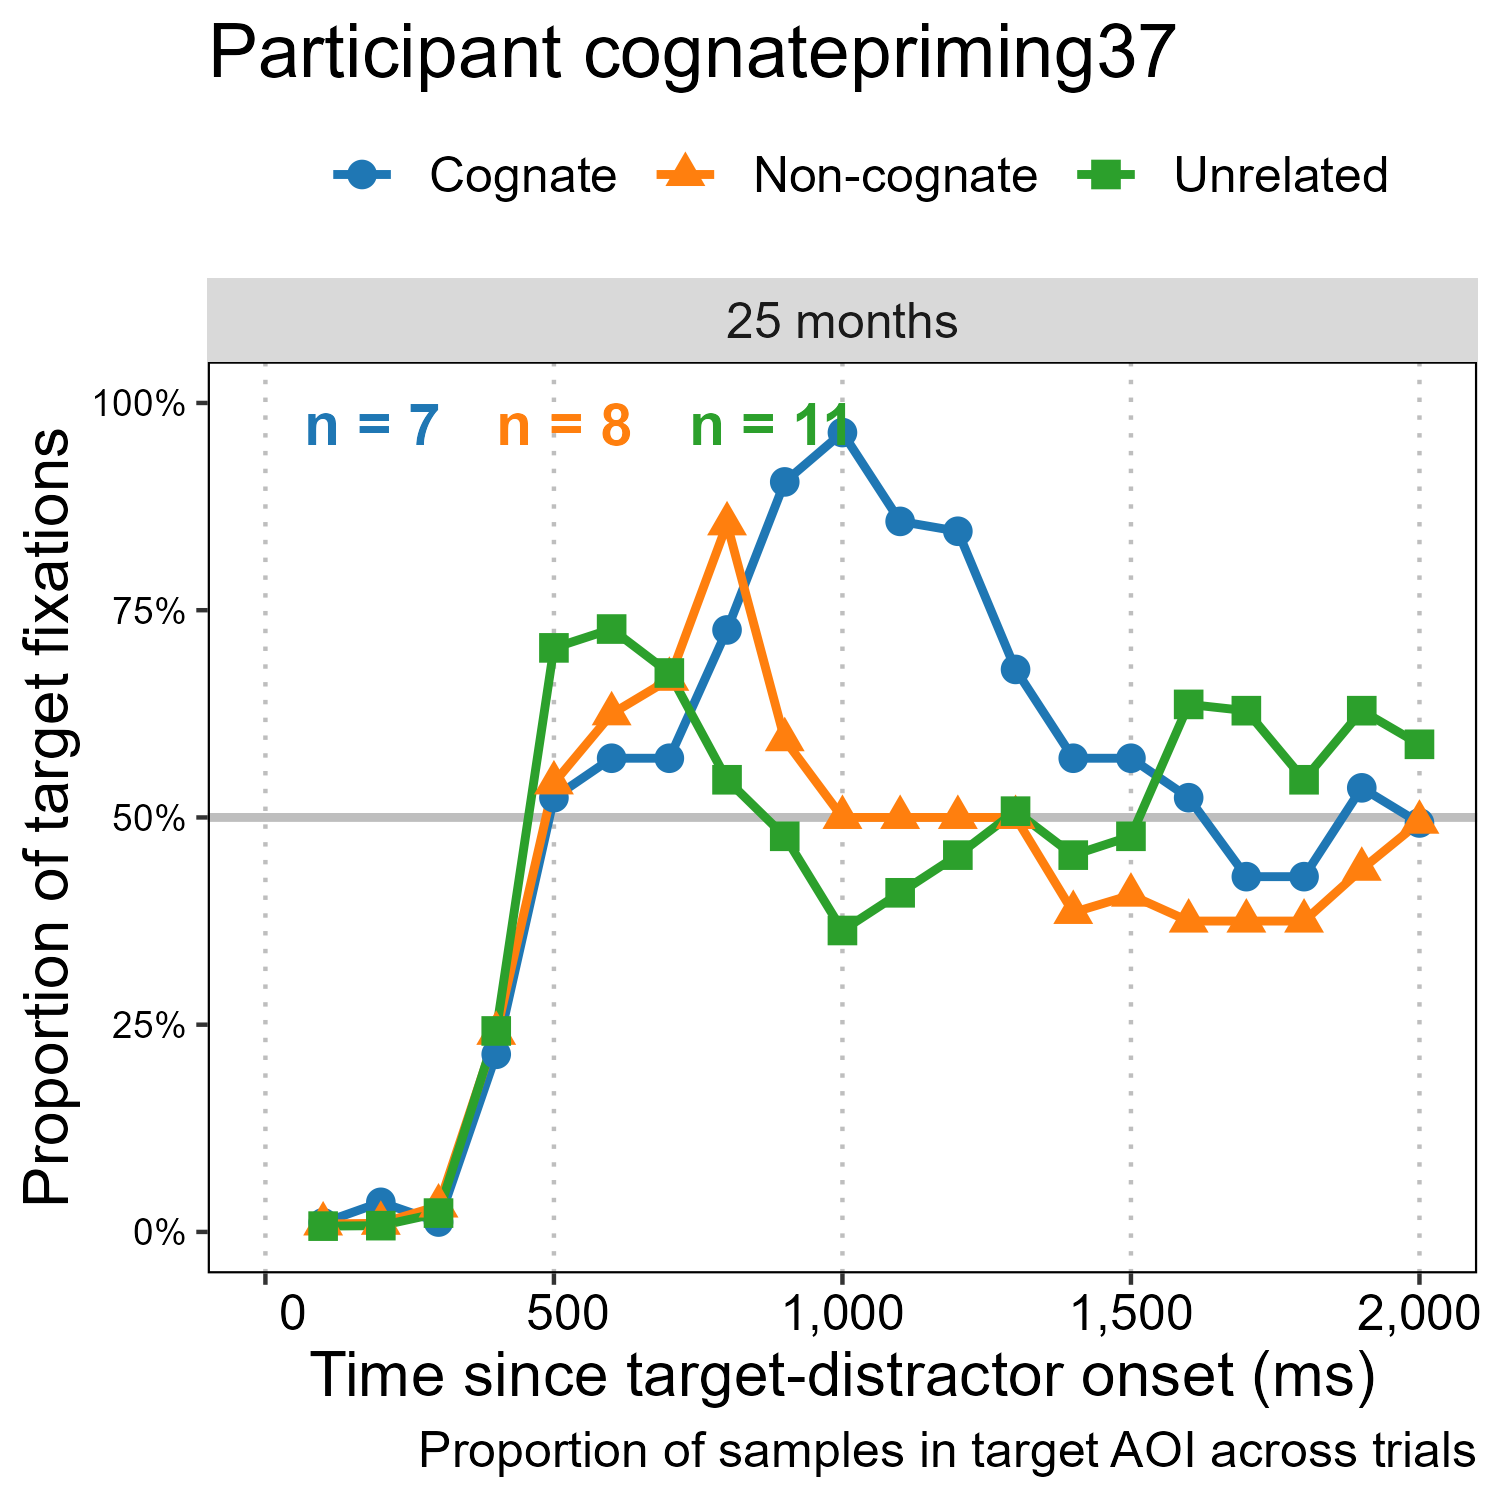 Participant cognatepriming37
Cognate Non-cognate Unrelated
25 months
n = 7 n = 8 n = 11
100%
75%
50%
25%
0%
Proportion of target fixations
0 500 1,000 1,500 2,000
Time since target-distractor onset (ms)
Proportion of samples in target AOI across trials